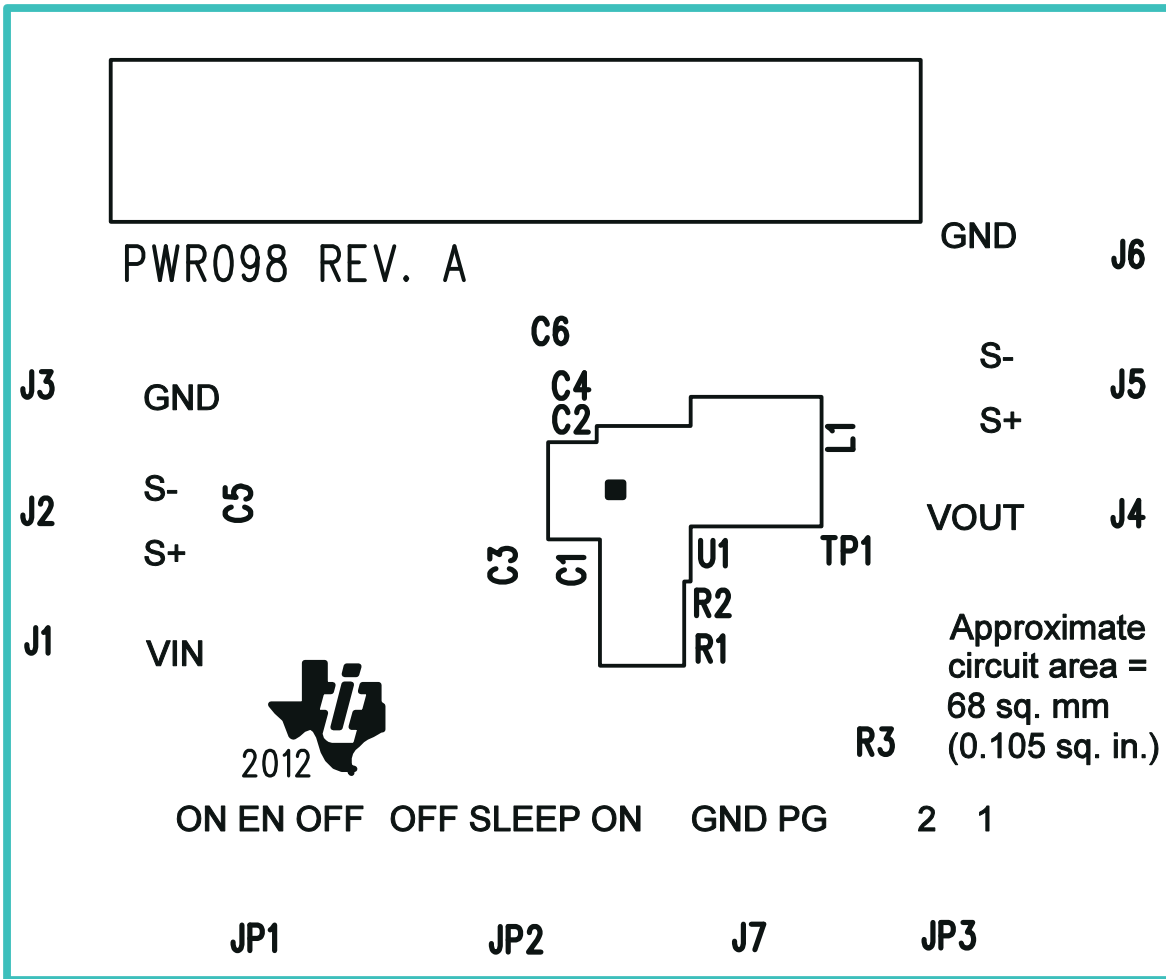 PWR098 REV. A
GND
J6
C6
J3
GND
C4
C2
S-
J5
S+
L1
S-
J2
C5
S+
VOUT
J4
C3
C1
U1
TP1
R2
R1
J1
VIN
Approximate
circuit area =
68 sq. mm
(0.105 sq. in.)
R3
ti
2012
ON EN OFF
OFF SLEEP ON
GND PG
2 1
JP1
JP2
J7
JP3